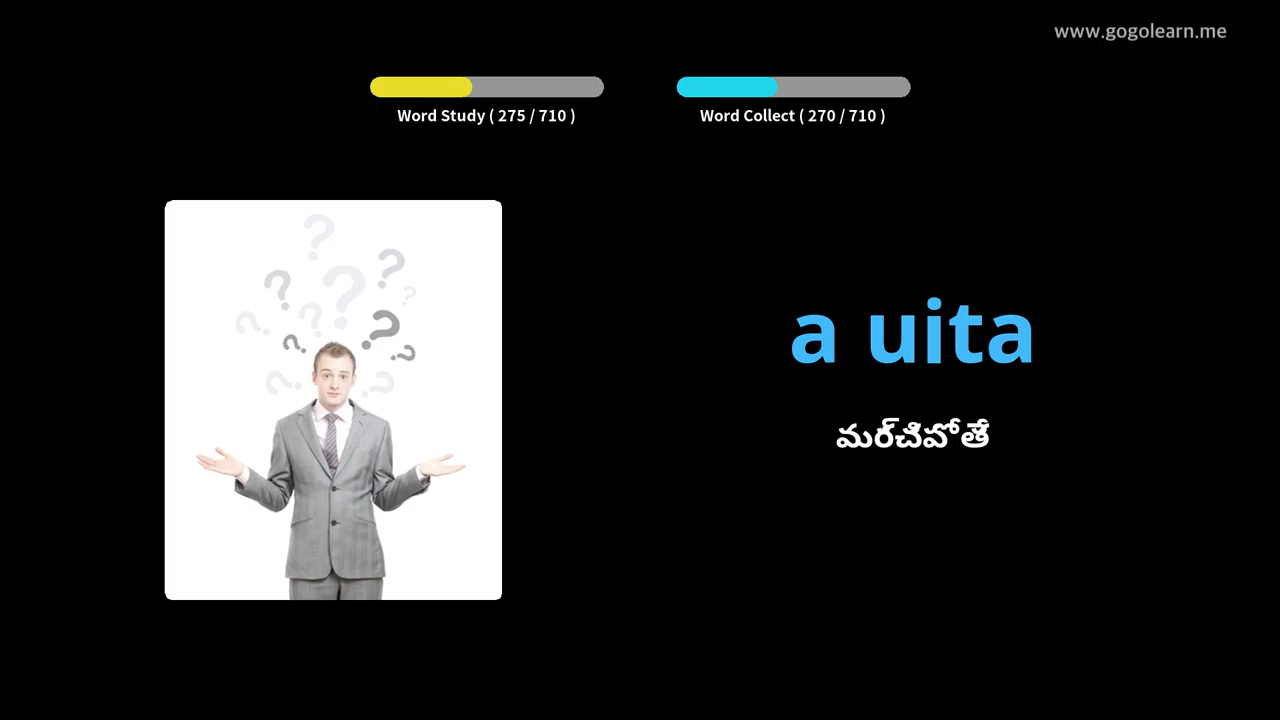 www.gogolearn.me
Word Study ( 275 / 710 )
Word Collect ( 270 / 710 )
a uita
మర్చిపోతే